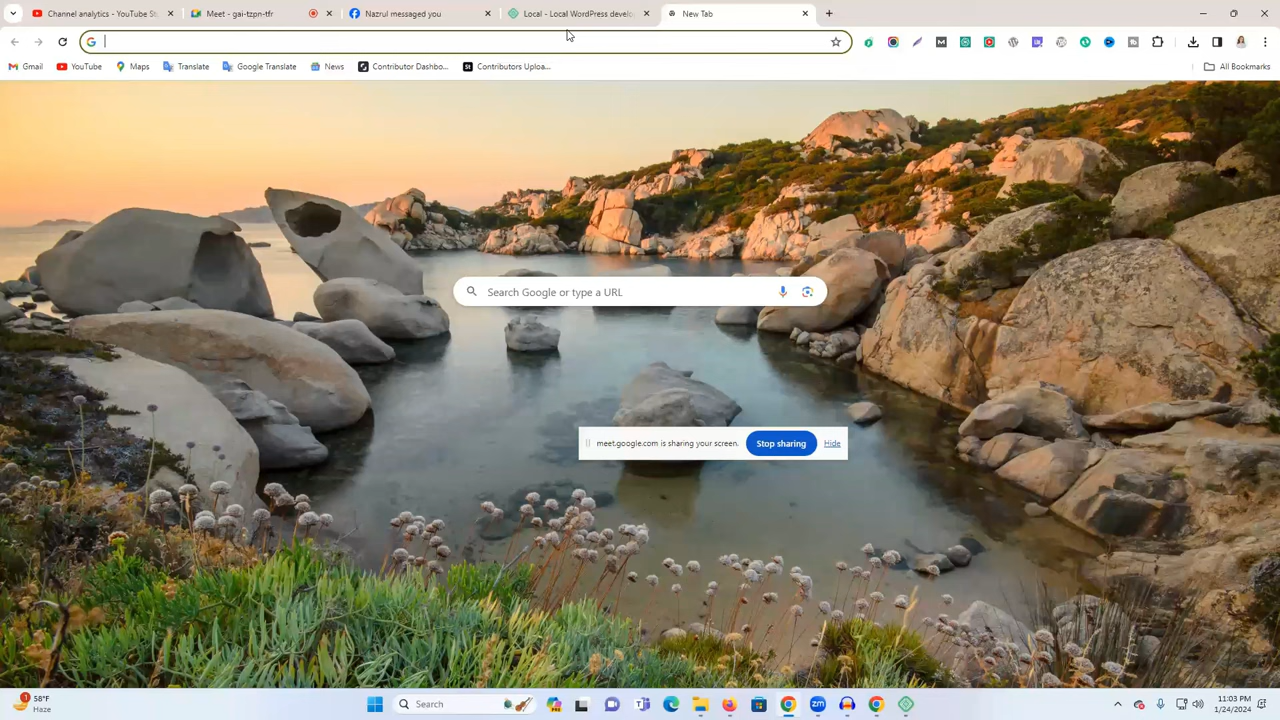 Channel analytics - YouTube St
Meet - gai-tzpn-tfr
Nazrul messaged you
Local - Local WordPress develo
New Tab
Gmail
YouTube
Maps
Translate
Google Translate
News
Contributor Dashbo...
Contributors Uploa...
All Bookmarks
Search Google or type a URL
meet.google.com is sharing your screen.
Stop sharing
Hide
58°F
Haze
Search
11:03 PM
1/24/2024